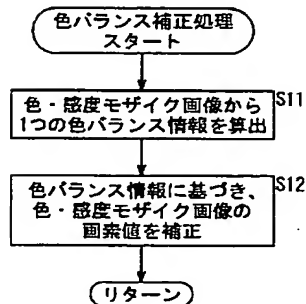 色バランス補正処理
スタート
S11
色・感度モザイク画像から
1つの色バランス情報を算出
S12
色バランス情報に基づき、
色・感度モザイク画像の
画素値を補正
リターン